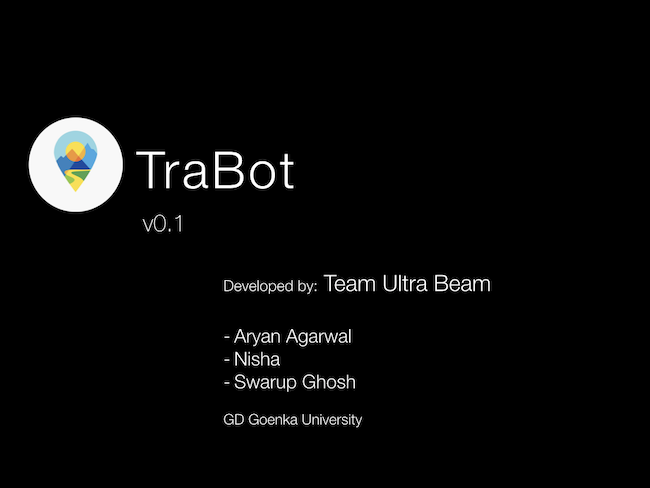 TraBot
v0.1
Developed by: Team Ultra Beam
- Aryan Agarwal
- Nisha
- Swarup Ghosh
GD Goenka University